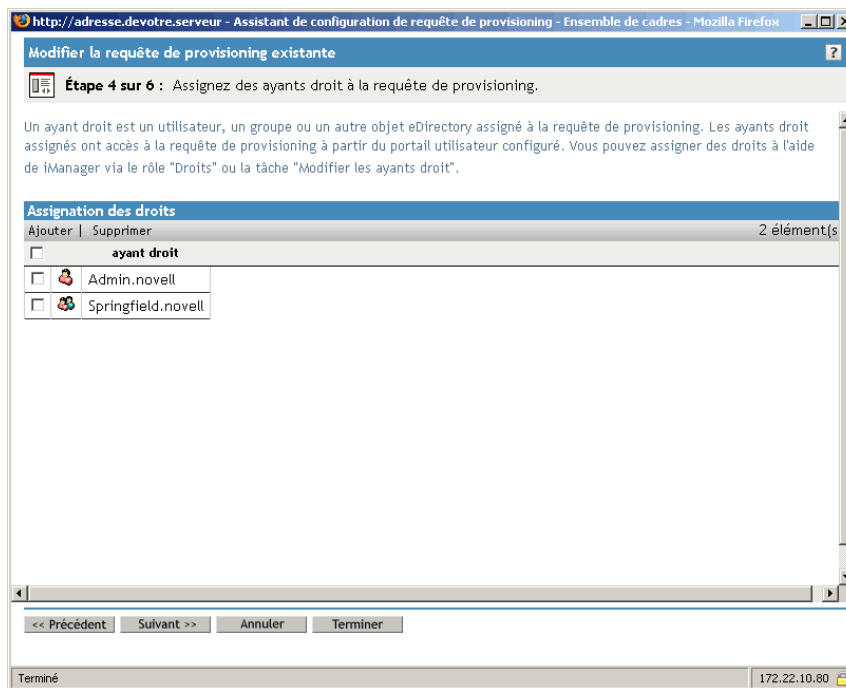 http://adresse.devotre.serveur - Assistant de configuration de requête de provisioning - Ensemble de cadres - Mozilla Firefox
Modifier la requête de provisioning existante
?
Étape 4 sur 6 : Assignez des ayants droit à la requête de provisioning.
Un ayant droit est un utilisateur, un groupe ou un autre objet eDirectory assigné à la requête de provisioning. Les ayants droit
assignés ont accès à la requête de provisioning à partir du portail utilisateur configuré. Vous pouvez assigner des droits à l'aide
de iManager via le rôle "Droits" ou la tâche "Modifier les ayants droit".
Assignation des droits
Ajouter | Supprimer 2 élément(s
ayant droit
Admin.novell
Springfield.novell
<< Précédent Suivant >> Annuler Terminer
Terminé 172.22.10.80